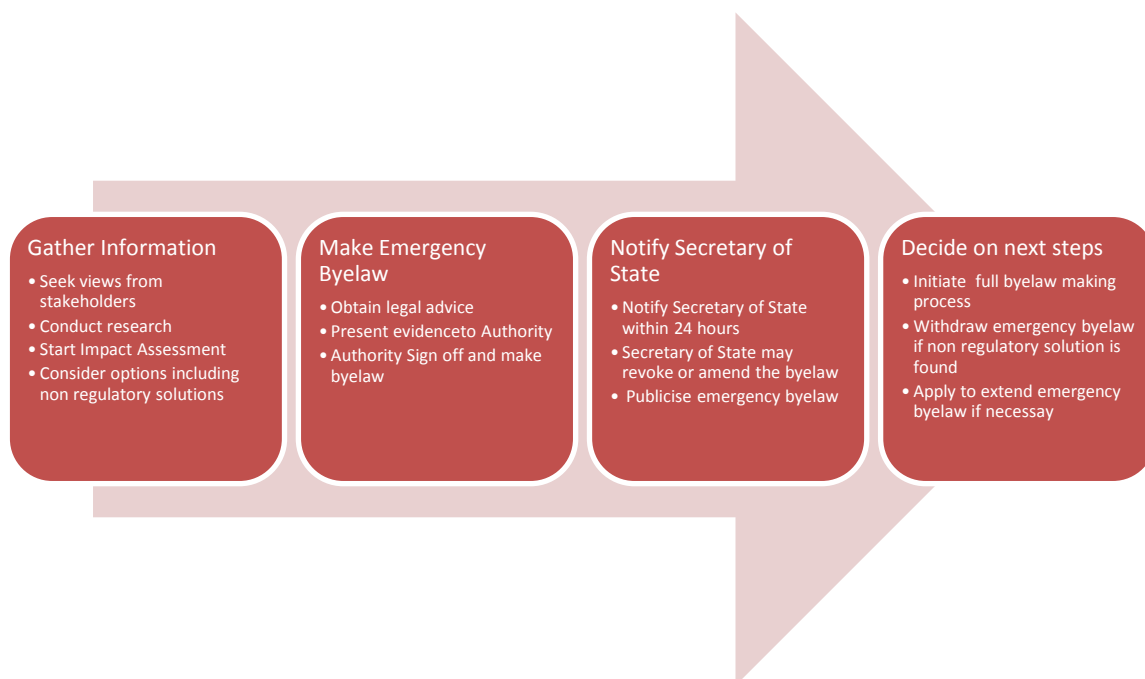 Gather Information
• Seek views from
stakeholders
• Conduct research
• Start Impact Assessment
• Consider options including
non regulatory solutions
Make Emergency
Byelaw
• Obtain legal advice
• Present evidenceto Authority
• Authority Sign off and make
byelaw
Notify Secretary of
State
• Notify Secretary of State
within 24 hours
• Secretary of State may
revoke or amend the byelaw
• Publicise emergency byelaw
Decide on next steps
• Initiate full byelaw making
process
• Withdraw emergency byelaw
if non regulatory solution is
found
• Apply to extend emergency
byelaw if necessay